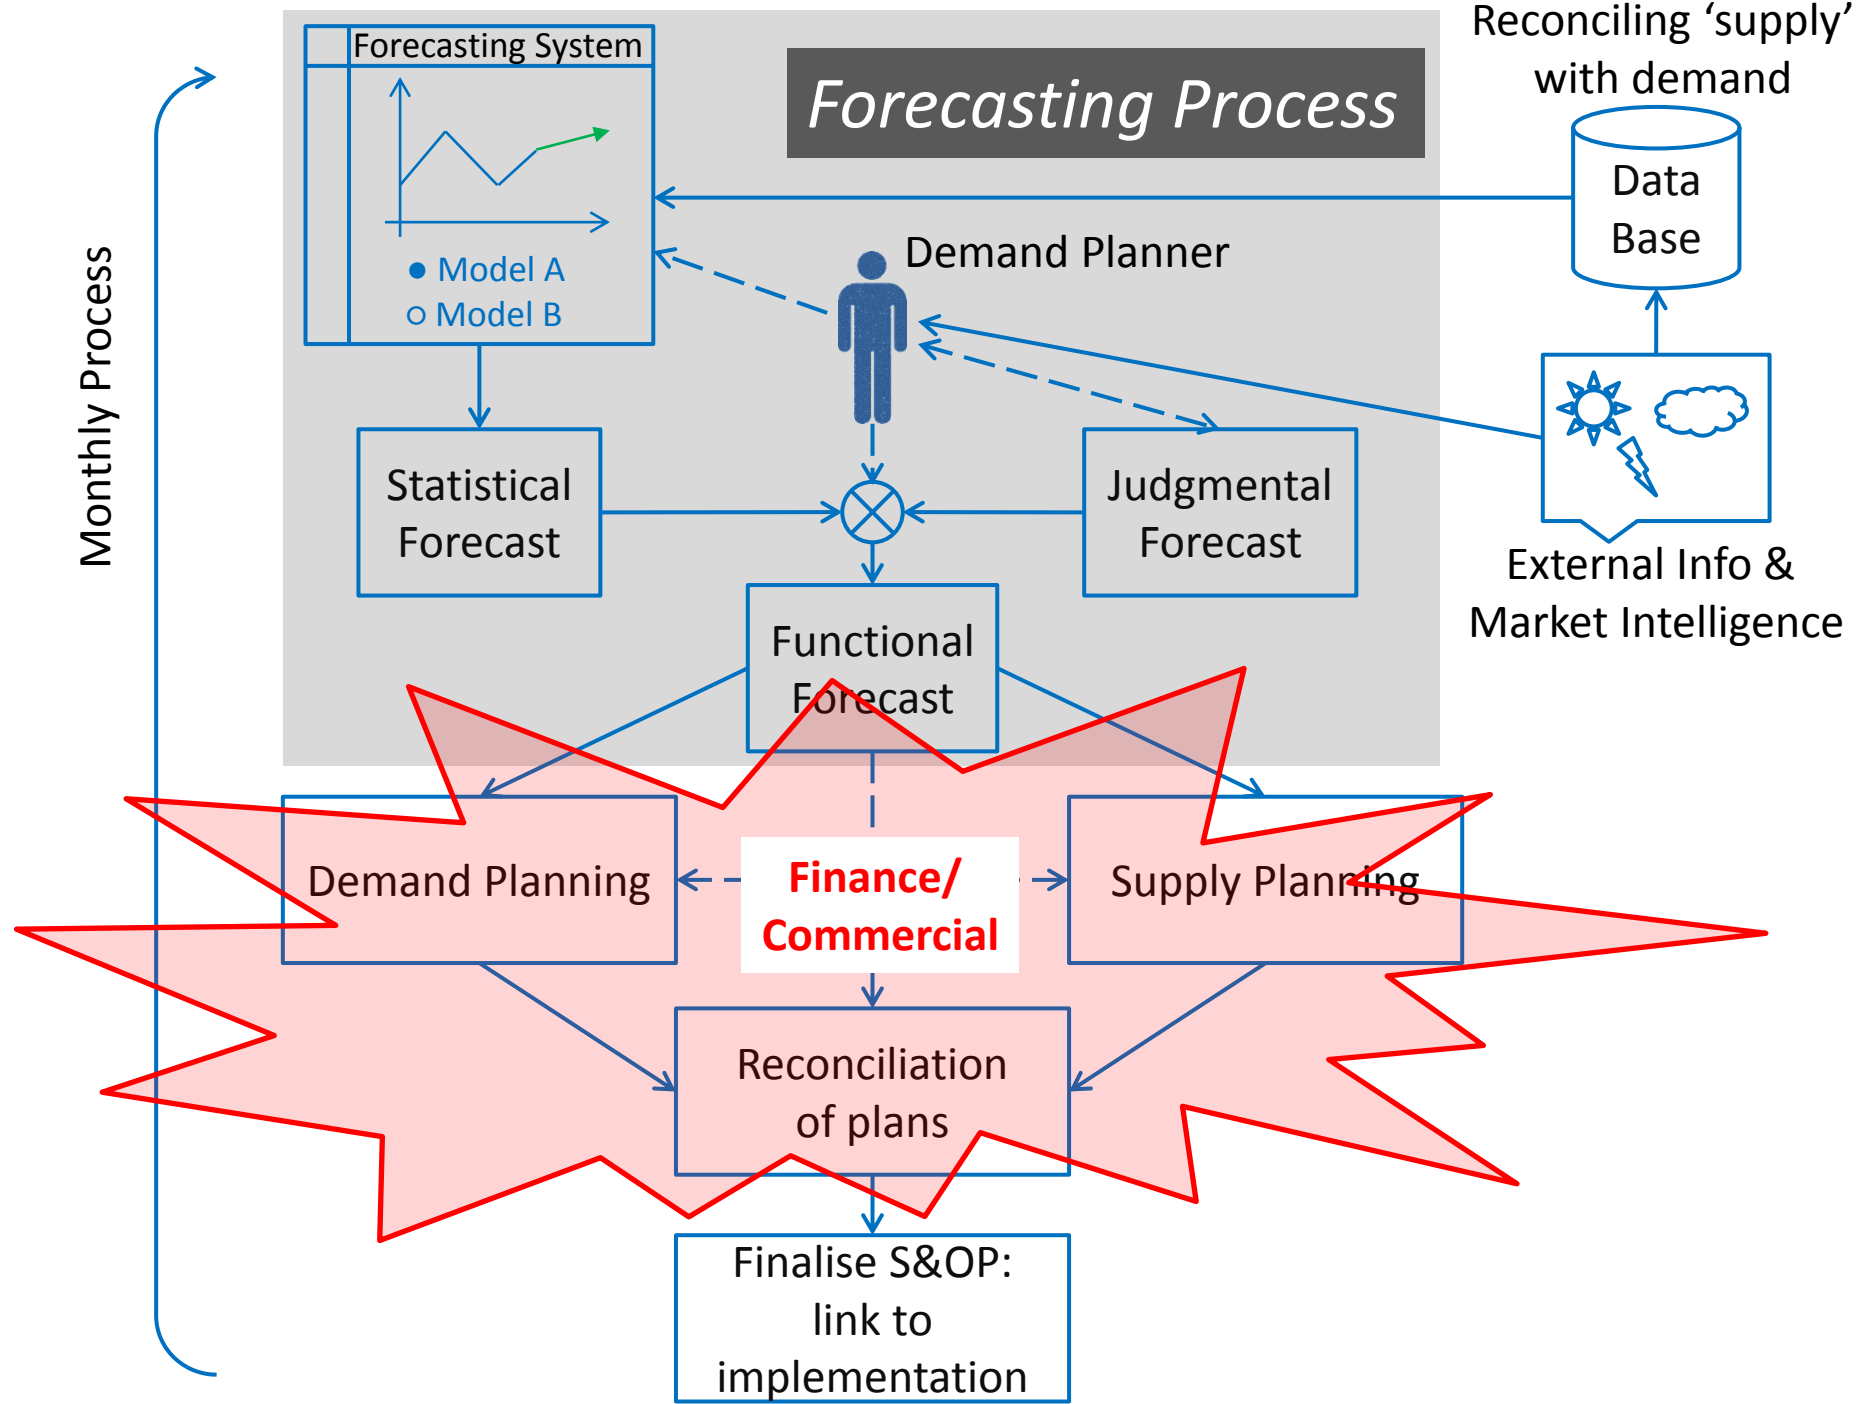 Reconciling ‘supply’
with demand
Forecasting System
Forecasting Process
Data
Base
Demand Planner
Model A
Model B
Monthly Process
Statistical
Forecast
Judgmental
Forecast
External Info &
Market Intelligence
Functional
Forecast
Demand Planning
Finance/
Commercial
Supply Planning
Reconciliation
of plans
Finalise S&OP:
link to
implementation